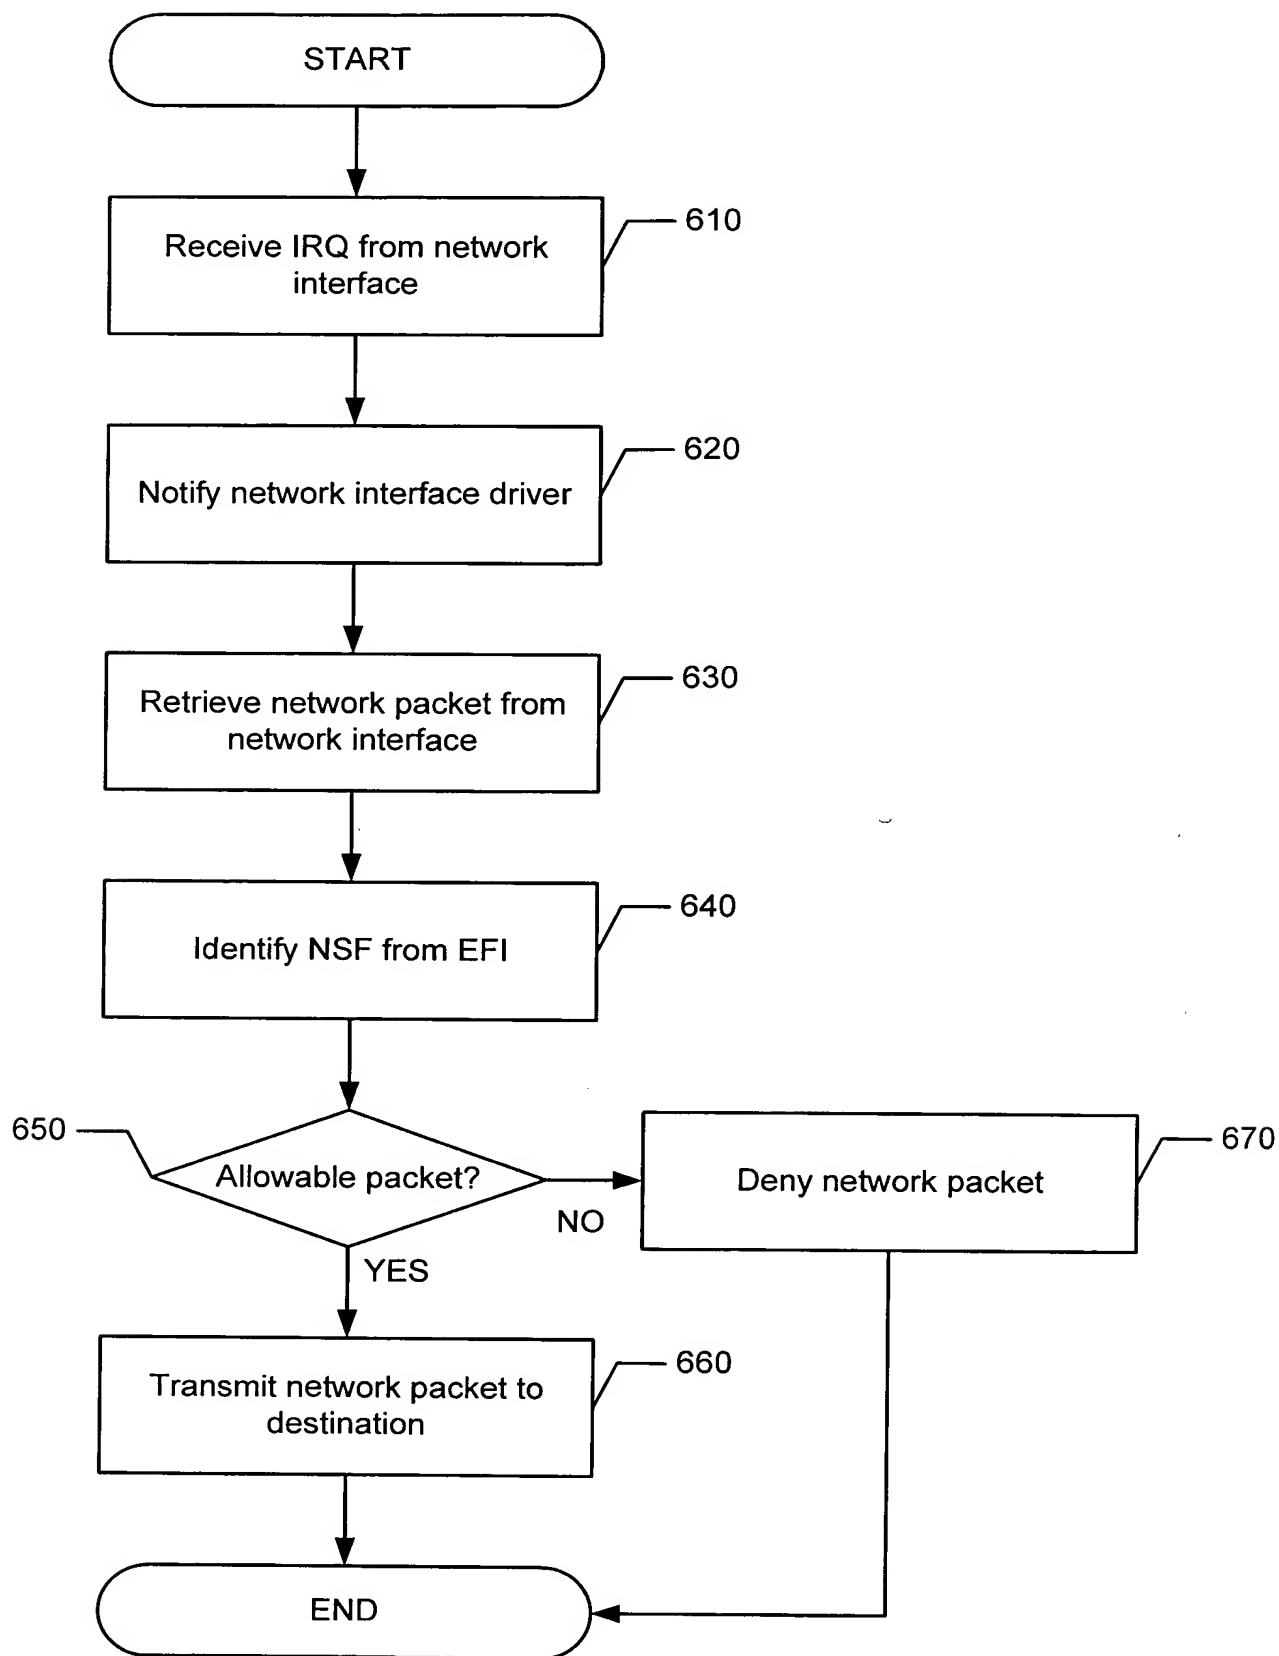 START
Receive IRQ from network
interface
610
Notify network interface driver
620
Retrieve network packet from
network interface
630
Identify NSF from EFI
640
650
Allowable packet?
NO
YES
Deny network packet
670
Transmit network packet to
destination
660
END